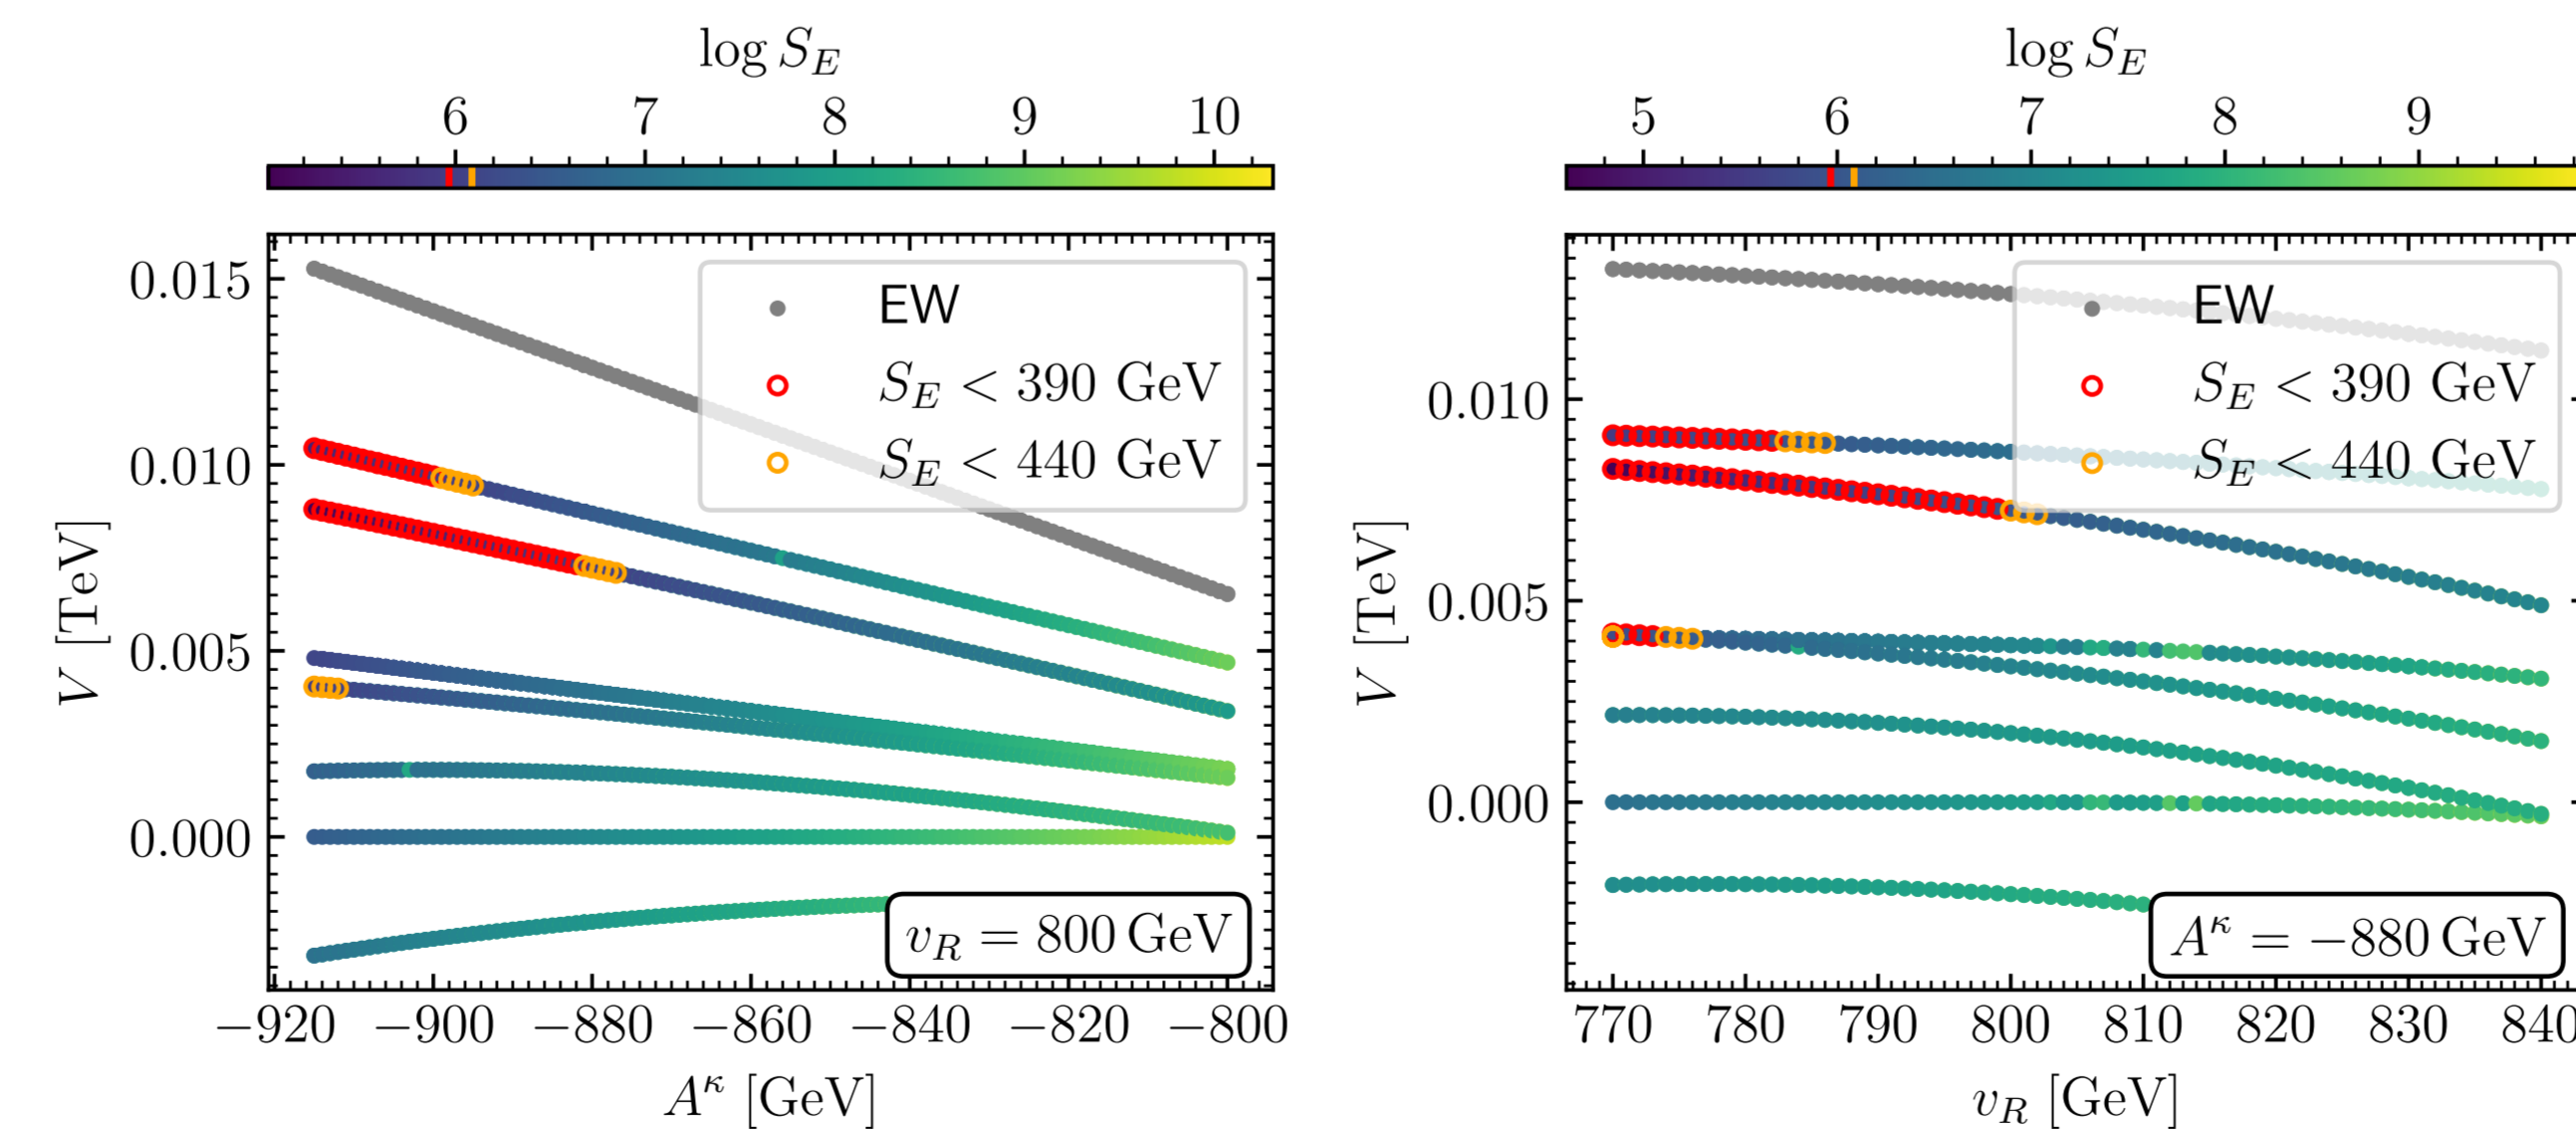 log S_E
6 7 8 9 10
V [TeV]
0.015
0.010
0.005
0.000
EW
S_E < 390 GeV
S_E < 440 GeV
v_R = 800 GeV
−920 −900 −880 −860 −840 −820 −800
A^κ [GeV]
log S_E
5 6 7 8 9
V [TeV]
0.010
0.005
0.000
EW
S_E < 390 GeV
S_E < 440 GeV
A^κ = −880 GeV
770 780 790 800 810 820 830 840
v_R [GeV]